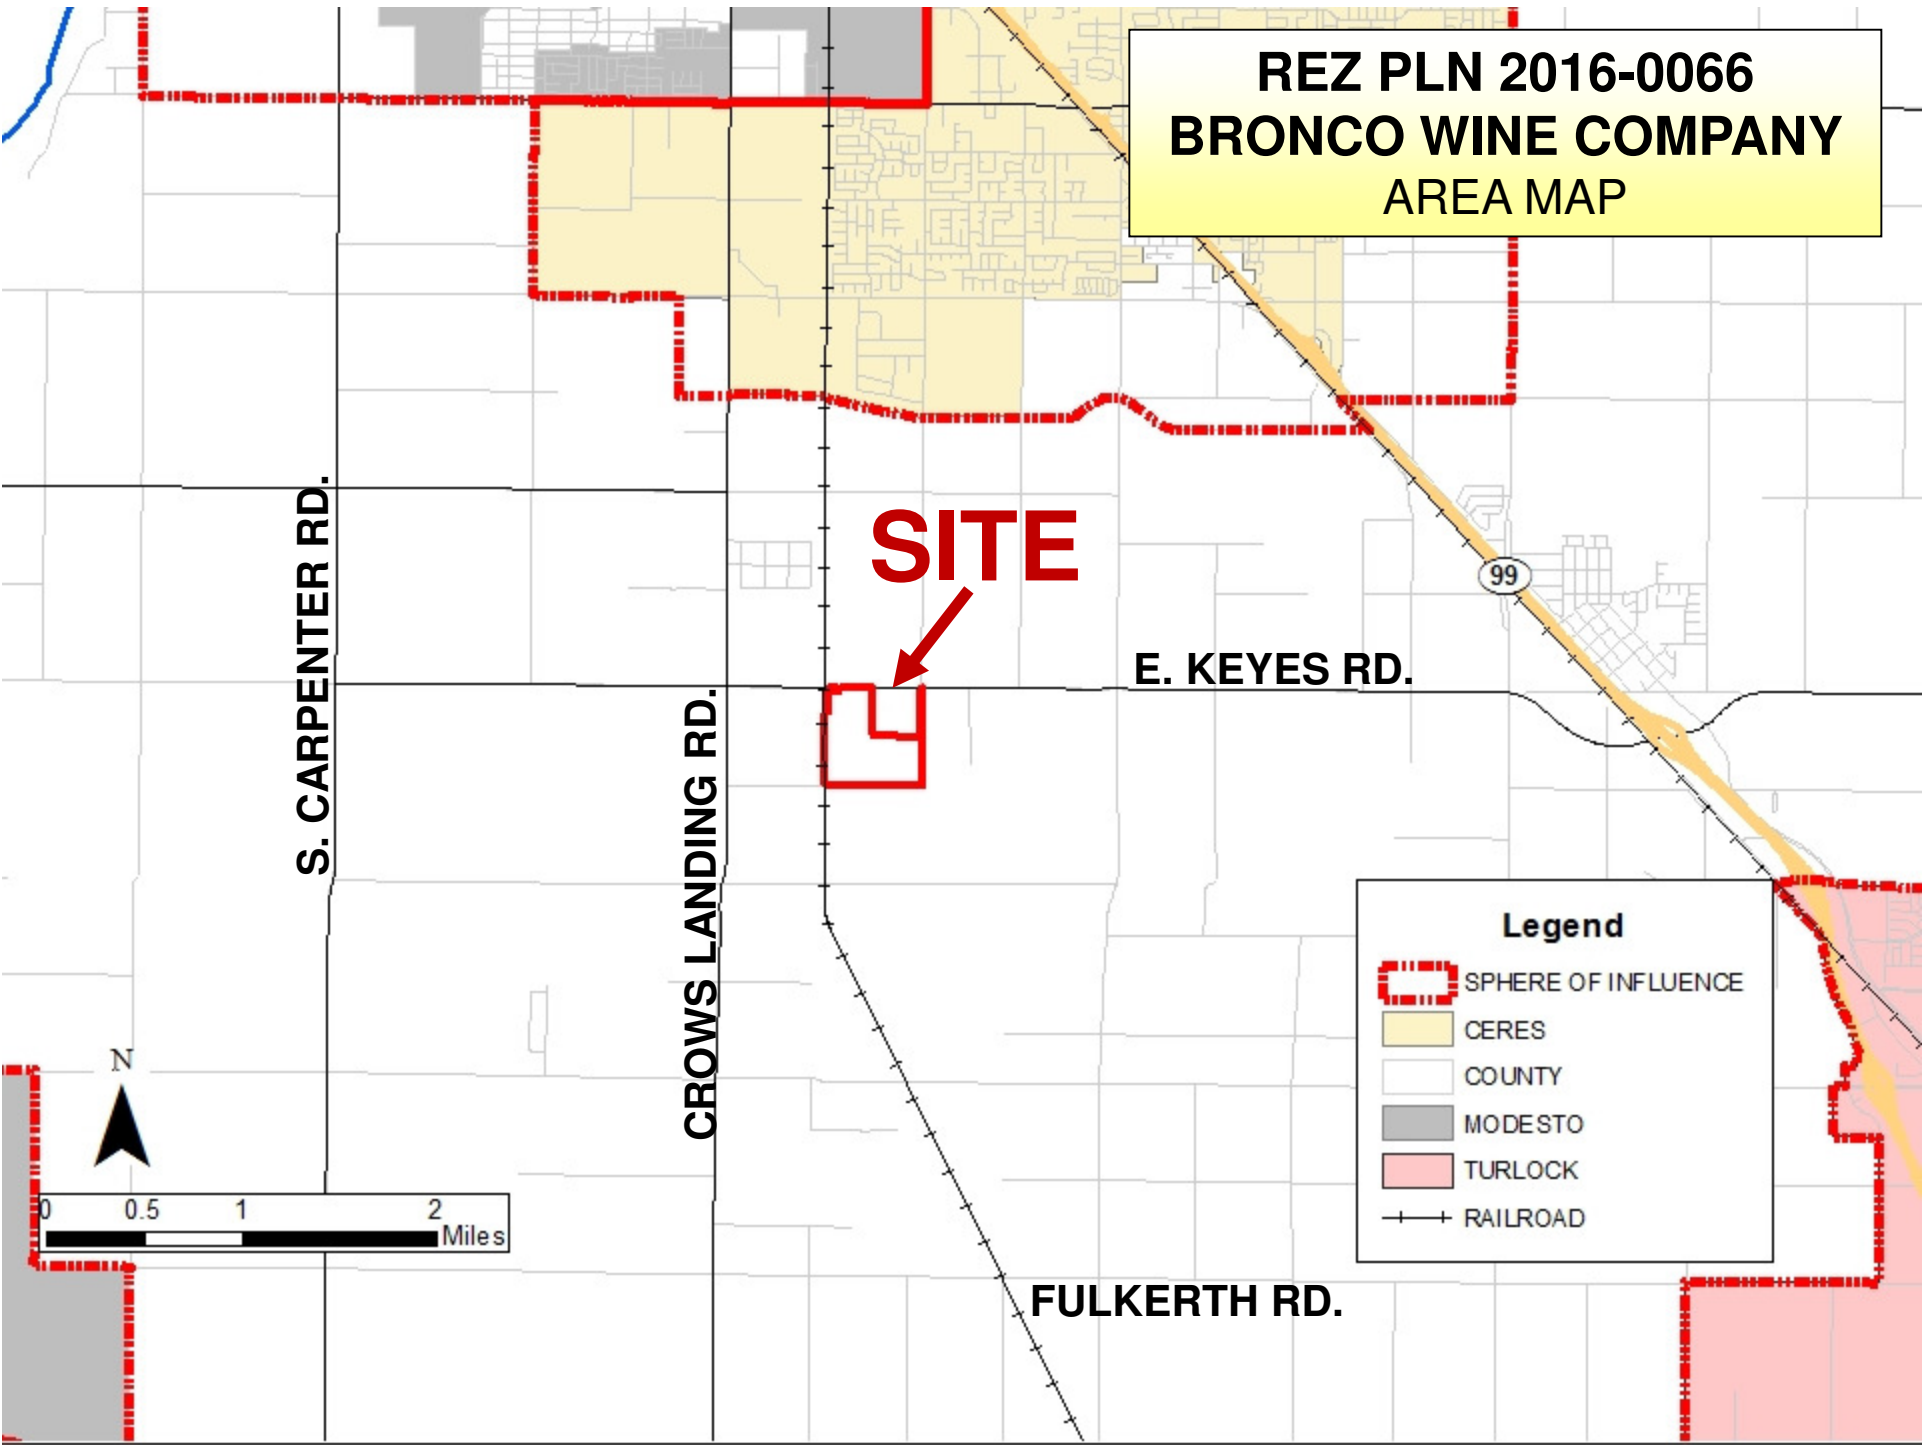 REZ PLN 2016-0066
BRONCO WINE COMPANY
AREA MAP
S. CARPENTER RD.
SITE
99
E. KEYES RD.
CROWS LANDING RD.
Legend
SPHERE OF INFLUENCE
CERES
COUNTY
MODESTO
TURLOCK
RAILROAD
N
0 0.5 1 2
Miles
FULKERTH RD.